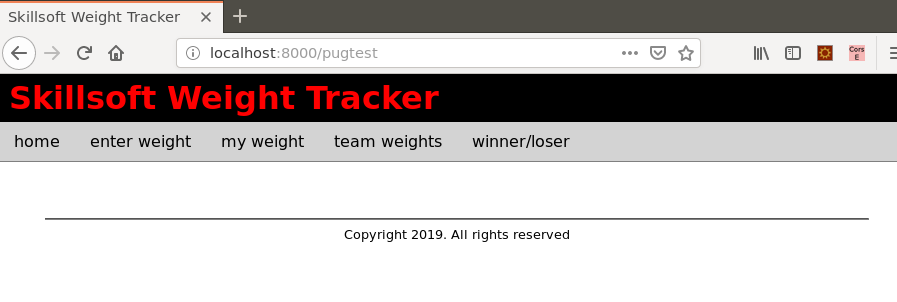 Skillsoft Weight Tracker
localhost:8000/pugtest
Cors
E
Skillsoft Weight Tracker
home enter weight my weight team weights winner/loser
Copyright 2019. All rights reserved